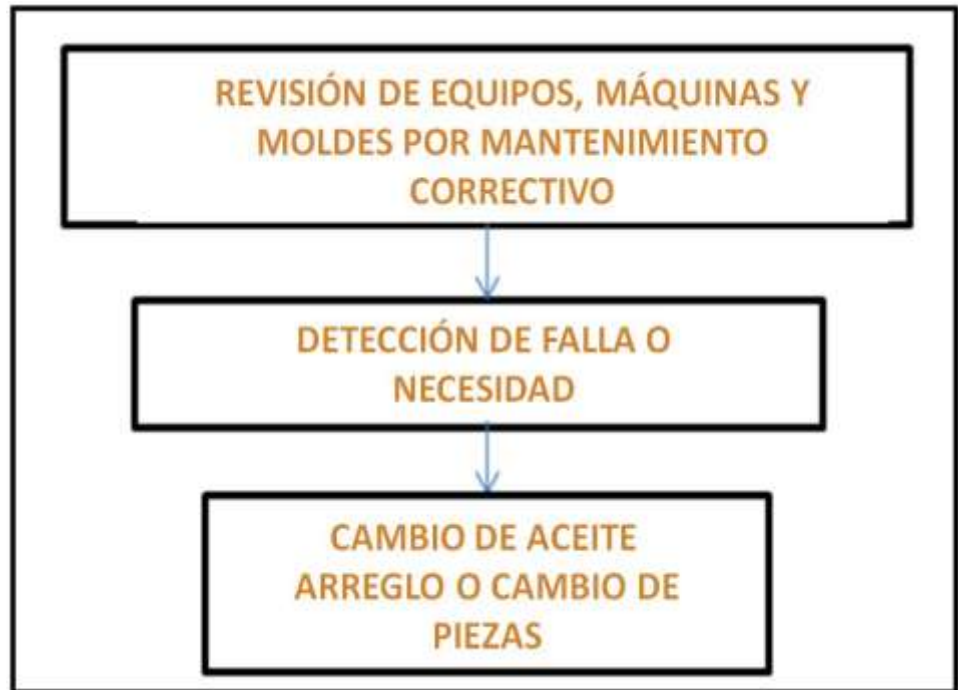 REVISIÓN DE EQUIPOS, MÁQUINAS Y
MOLDES POR MANTENIMIENTO
CORRECTIVO
DETECCIÓN DE FALLA O
NECESIDAD
CAMBIO DE ACEITE
ARREGLO O CAMBIO DE
PIEZAS